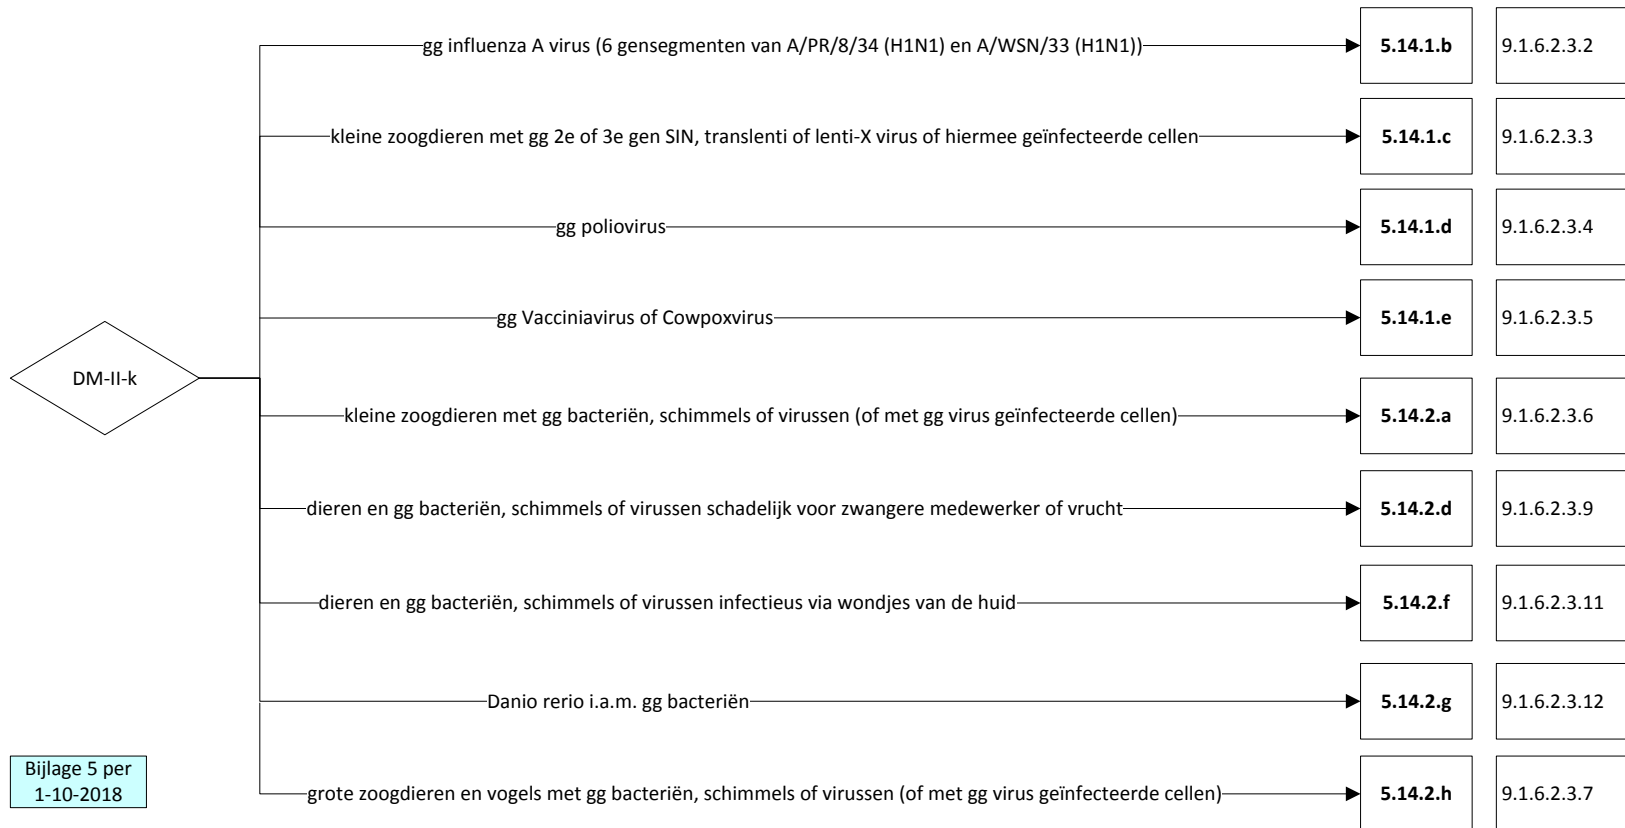 gg influenza A virus (6 gensegmenten van A/PR/8/34 (H1N1) en A/WSN/33 (H1N1)) 5.14.1.b 9.1.6.2.3.2
kleine zoogdieren met gg 2e of 3e gen SIN, translenti of lenti-X virus of hiermee geïnfecteerde cellen 5.14.1.c 9.1.6.2.3.3
gg poliovirus 5.14.1.d 9.1.6.2.3.4
gg Vacciniavirus of Cowpoxvirus 5.14.1.e 9.1.6.2.3.5
DM-II-k
kleine zoogdieren met gg bacteriën, schimmels of virussen (of met gg virus geïnfecteerde cellen) 5.14.2.a 9.1.6.2.3.6
dieren en gg bacteriën, schimmels of virussen schadelijk voor zwangere medewerker of vrucht 5.14.2.d 9.1.6.2.3.9
dieren en gg bacteriën, schimmels of virussen infectieus via wondjes van de huid 5.14.2.f 9.1.6.2.3.11
Danio rerio i.a.m. gg bacteriën 5.14.2.g 9.1.6.2.3.12
Bijlage 5 per
1-10-2018
grote zoogdieren en vogels met gg bacteriën, schimmels of virussen (of met gg virus geïnfecteerde cellen) 5.14.2.h 9.1.6.2.3.7